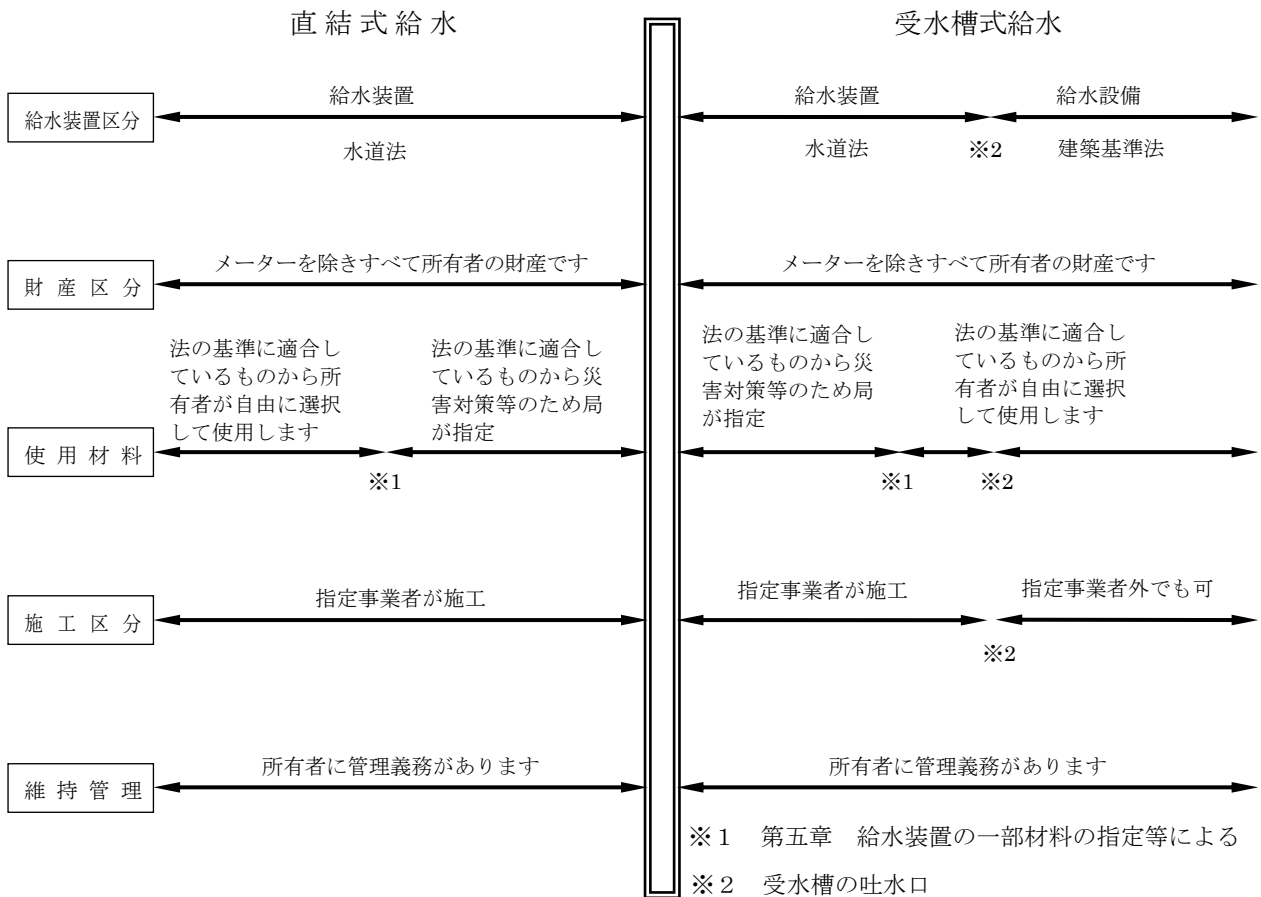 直結式給水
受水槽式給水
給水装置区分
給水装置
水道法
給水装置
水道法
※2
給水設備
建築基準法
財産区分
メーターを除きすべて所有者の財産です
メーターを除きすべて所有者の財産です
使用材料
法の基準に適合し
ているものから所
有者が自由に選択
して使用します
※1
法の基準に適合し
ているものから災
害対策等のため局
が指定
法の基準に適合し
ているものから災
害対策等のため局
が指定
※1
※2
法の基準に適合し
ているものから所
有者が自由に選択
して使用します
施工区分
指定事業者が施工
指定事業者が施工
※2
指定事業者外でも可
維持管理
所有者に管理義務があります
所有者に管理義務があります
※1　第五章　給水装置の一部材料の指定等による
※2　受水槽の吐水口